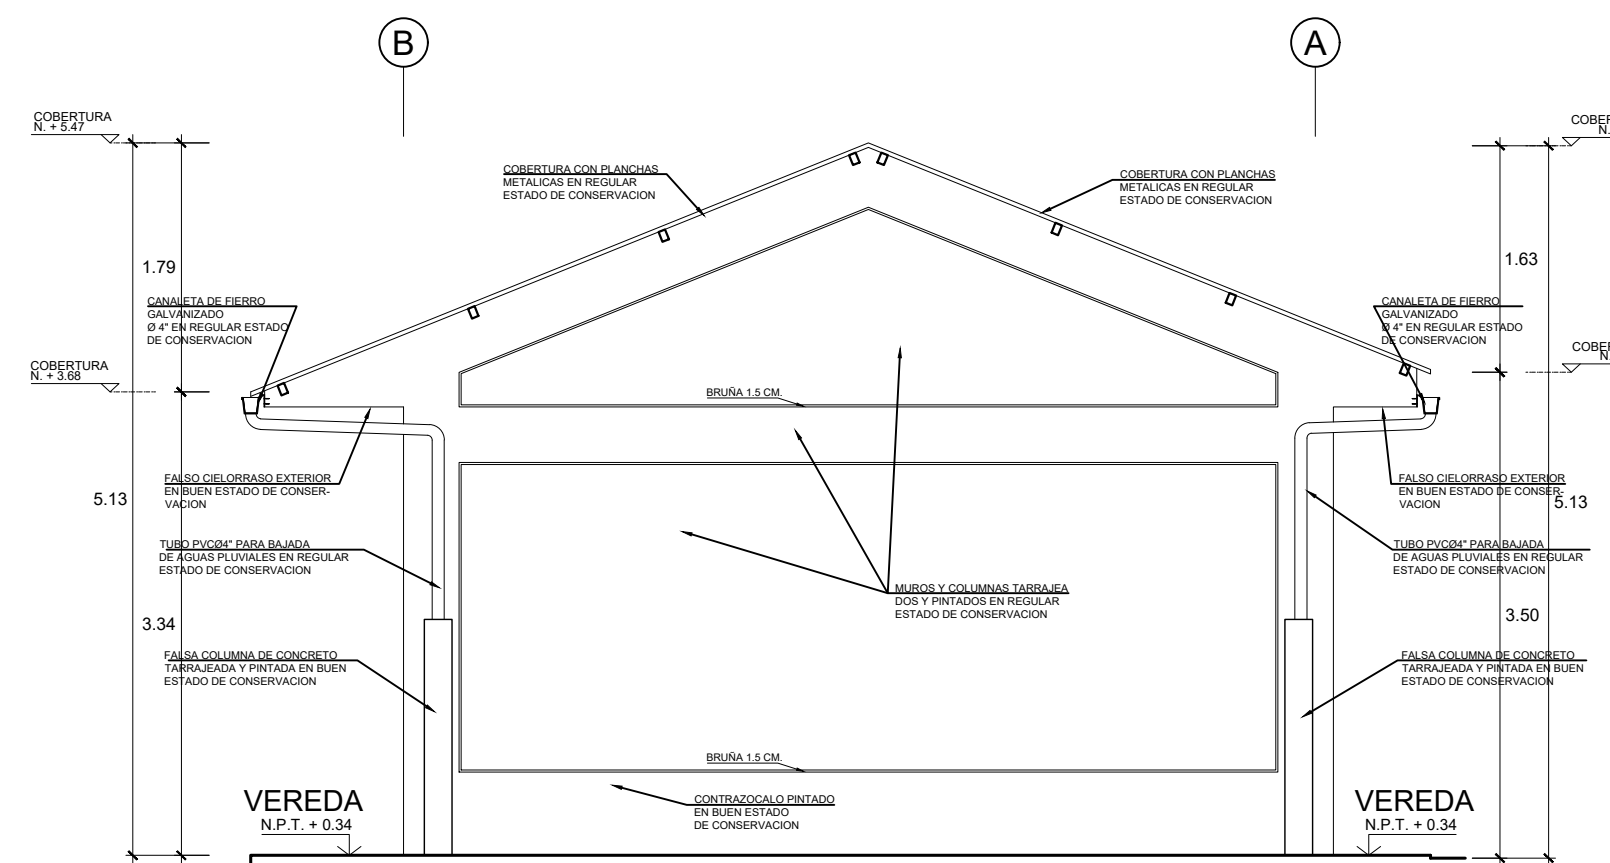 B
A
COBERTURA
N. + 5.47
COBER
N.
COBERTURA CON PLANCHAS
METALICAS EN REGULAR
ESTADO DE CONSERVACION
COBERTURA CON PLANCHAS
METALICAS EN REGULAR
ESTADO DE CONSERVACION
1.79
1.63
CANALETA DE FIERRO
GALVANIZADO
Ø 4" EN REGULAR ESTADO
DE CONSERVACION
CANALETA DE FIERRO
GALVANIZADO
Ø 4" EN REGULAR ESTADO
DE CONSERVACION
COBERTURA
N. + 3.68
COBER
N.
BRUÑA 1.5 CM.
FALSO CIELORRASO EXTERIOR
EN BUEN ESTADO DE CONSER-
VACION
FALSO CIELORRASO EXTERIOR
EN BUEN ESTADO DE CONSER-
VACION
5.13
5.13
TUBO PVCØ4" PARA BAJADA
DE AGUAS PLUVIALES EN REGULAR
ESTADO DE CONSERVACION
TUBO PVCØ4" PARA BAJADA
DE AGUAS PLUVIALES EN REGULAR
ESTADO DE CONSERVACION
MUROS Y COLUMNAS TARRAJEA
DOS Y PINTADOS EN REGULAR
ESTADO DE CONSERVACION
3.34
3.50
FALSA COLUMNA DE CONCRETO
TARRAJEADA Y PINTADA EN BUEN
ESTADO DE CONSERVACION
FALSA COLUMNA DE CONCRETO
TARRAJEADA Y PINTADA EN BUEN
ESTADO DE CONSERVACION
BRUÑA 1.5 CM.
CONTRAZOCALO PINTADO
EN BUEN ESTADO
DE CONSERVACION
VEREDA
N.P.T. + 0.34
VEREDA
N.P.T. + 0.34